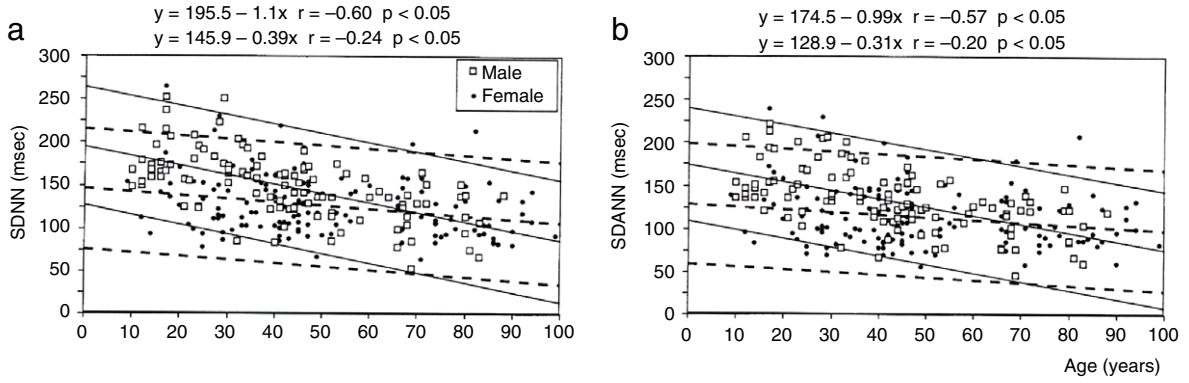 a
y = 195.5 – 1.1x r = –0.60 p < 0.05
y = 145.9 – 0.39x r = –0.24 p < 0.05
SDNN (msec)
300
250
200
150
100
50
0
0 10 20 30 40 50 60 70 80 90 100
Male
Female
b
y = 174.5 – 0.99x r = –0.57 p < 0.05
y = 128.9 – 0.31x r = –0.20 p < 0.05
SDANN (msec)
300
250
200
150
100
50
0
0 10 20 30 40 50 60 70 80 90 100
Age (years)